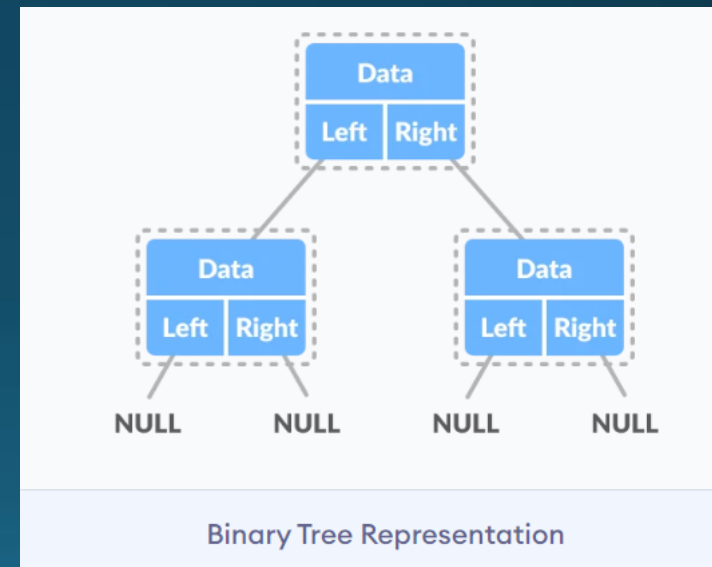 Data
Left Right
Data Data
Left Right Left Right
NULL NULL NULL NULL
Binary Tree Representation